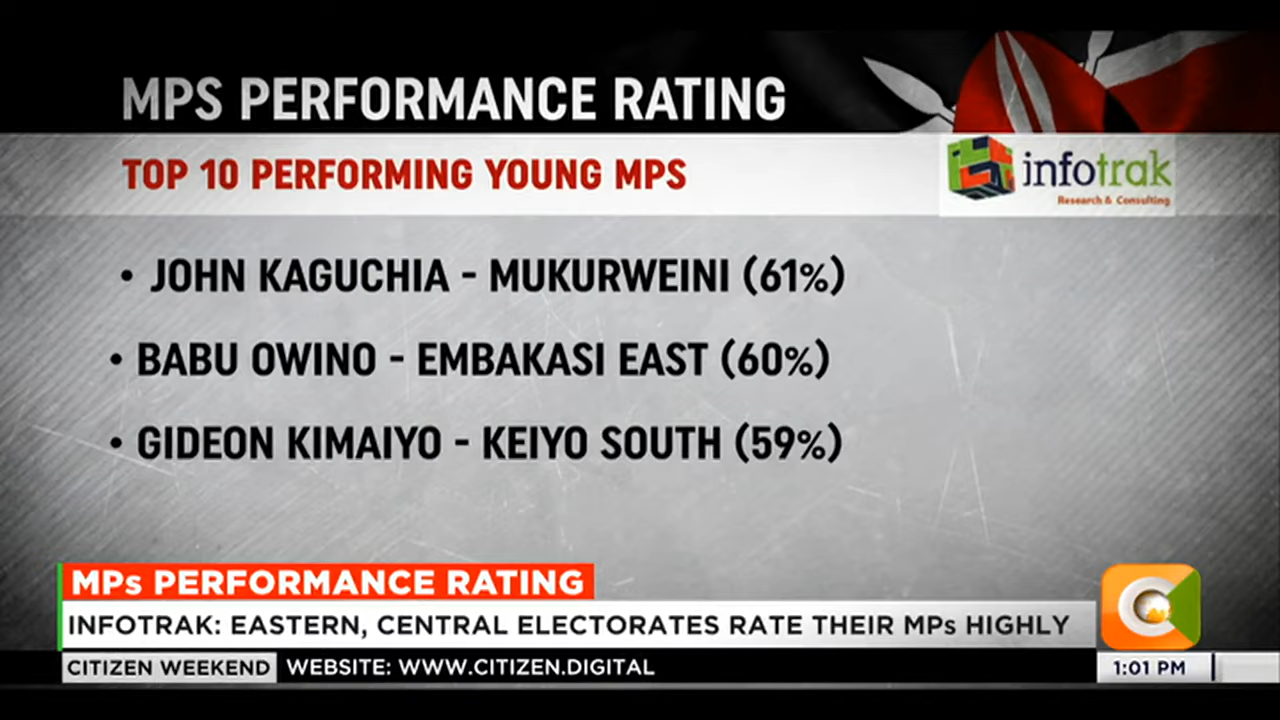 MPS PERFORMANCE RATING
TOP 10 PERFORMING YOUNG MPS
infotrak
Research & Consulting
• JOHN KAGUCHIA - MUKURWEINI (61%)
• BABU OWINO - EMBAKASI EAST (60%)
• GIDEON KIMAIYO - KEIYO SOUTH (59%)
MPs PERFORMANCE RATING
INFOTRAK: EASTERN, CENTRAL ELECTORATES RATE THEIR MPs HIGHLY
CITIZEN WEEKEND WEBSITE: WWW.CITIZEN.DIGITAL 1:01 PM